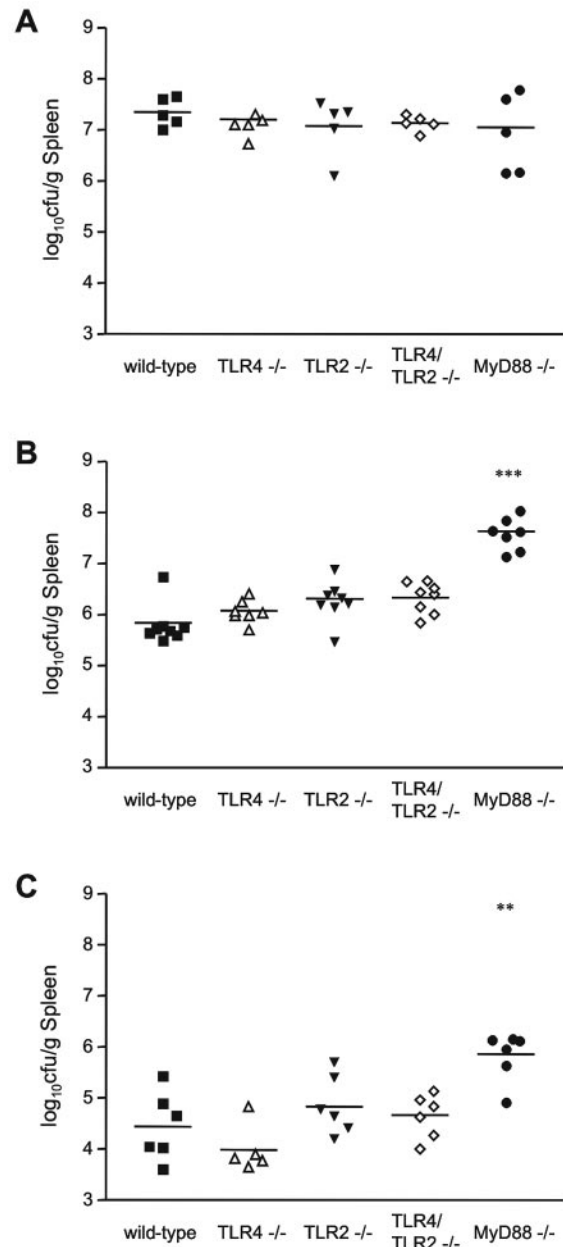 A
9
8
7
6
5
4
3
log10cfu/g Spleen
wild-type TLR4 -/- TLR2 -/- TLR4/ TLR2 -/- MyD88 -/-
B
9
8
7
6
5
4
3
log10cfu/g Spleen
***
wild-type TLR4 -/- TLR2 -/- TLR4/ TLR2 -/- MyD88 -/-
C
9
8
7
6
5
4
3
log10cfu/g Spleen
**
wild-type TLR4 -/- TLR2 -/- TLR4/ TLR2 -/- MyD88 -/-